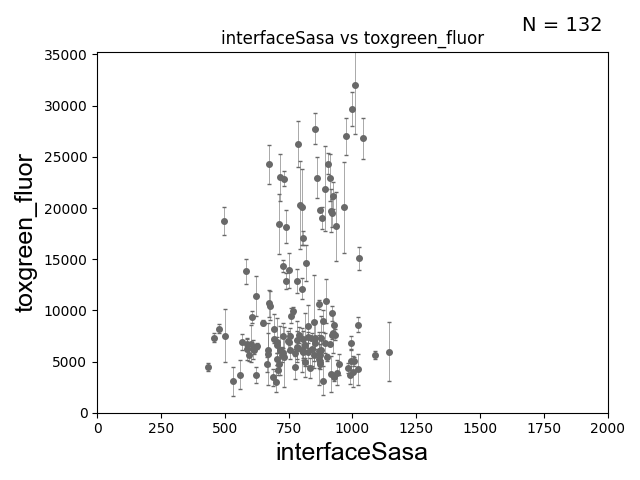 N = 132
interfaceSasa vs toxgreen_fluor
35000
30000
25000
20000
15000
10000
5000
0
toxgreen_fluor
0 250 500 750 1000 1250 1500 1750 2000
interfaceSasa